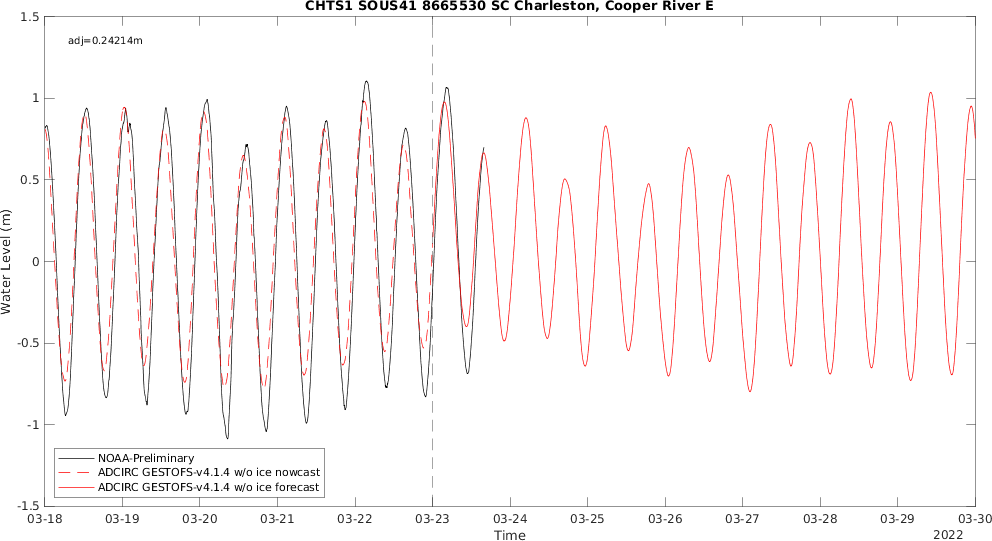 CHTS1 SOUS41 8665530 SC Charleston, Cooper River E
adj=0.24214m
1.5
1
0.5
0
-0.5
-1
-1.5
Water Level (m)
NOAA-Preliminary
ADCIRC GESTOFS-v4.1.4 w/o ice nowcast
ADCIRC GESTOFS-v4.1.4 w/o ice forecast
03-18 03-19 03-20 03-21 03-22 03-23 03-24 03-25 03-26 03-27 03-28 03-29 03-30
Time
2022